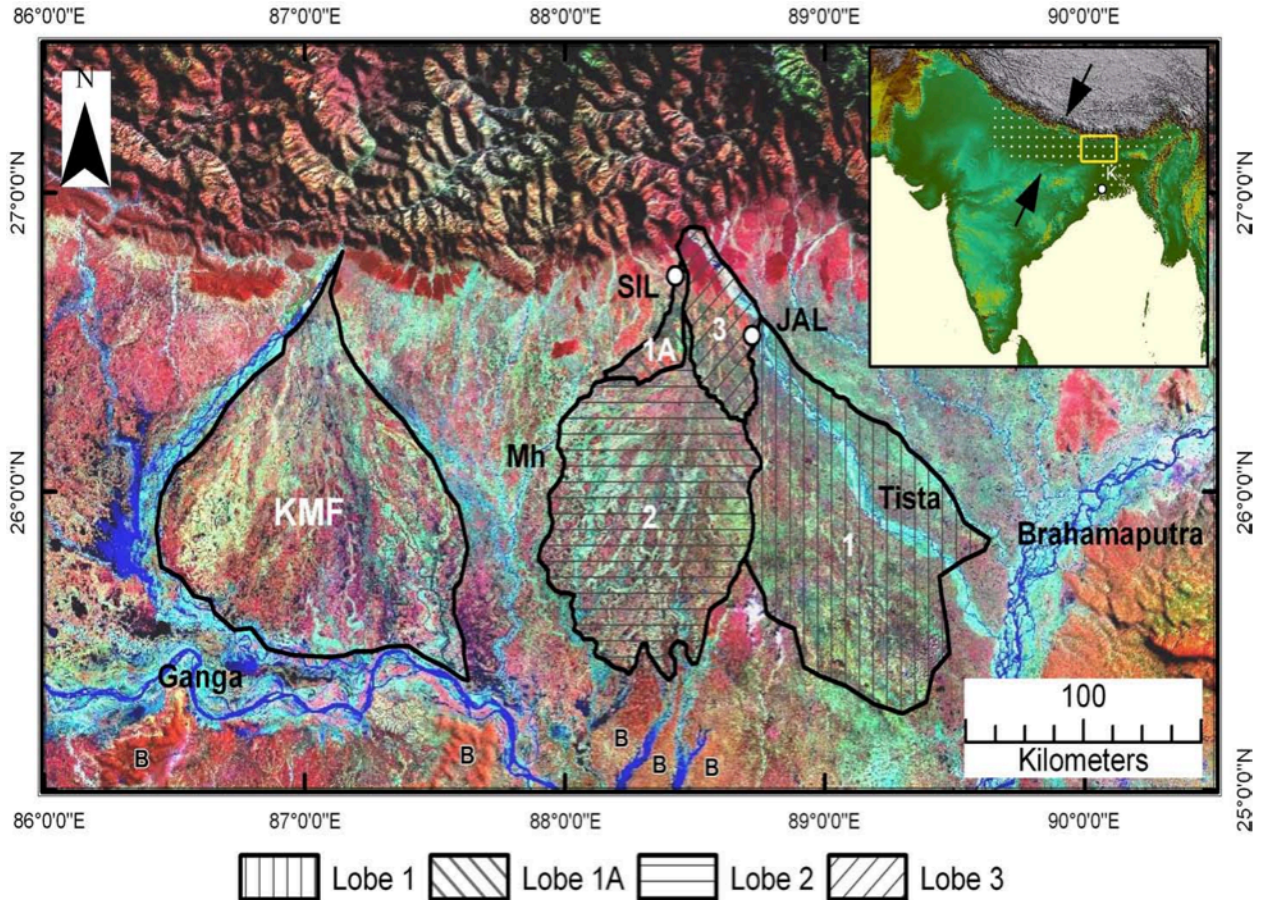 86°0'0"E 87°0'0"E 88°0'0"E 89°0'0"E 90°0'0"E
N
K
27°0'0"N 27°0'0"N
SIL
JAL
3
1A
Mh
26°0'0"N 26°0'0"N
KMF 2 1 Tista
Brahamaputra
Ganga
100
Kilometers
B B B B B
25°0'0"N
86°0'0"E 87°0'0"E 88°0'0"E 89°0'0"E 90°0'0"E
Lobe 1 Lobe 1A Lobe 2 Lobe 3